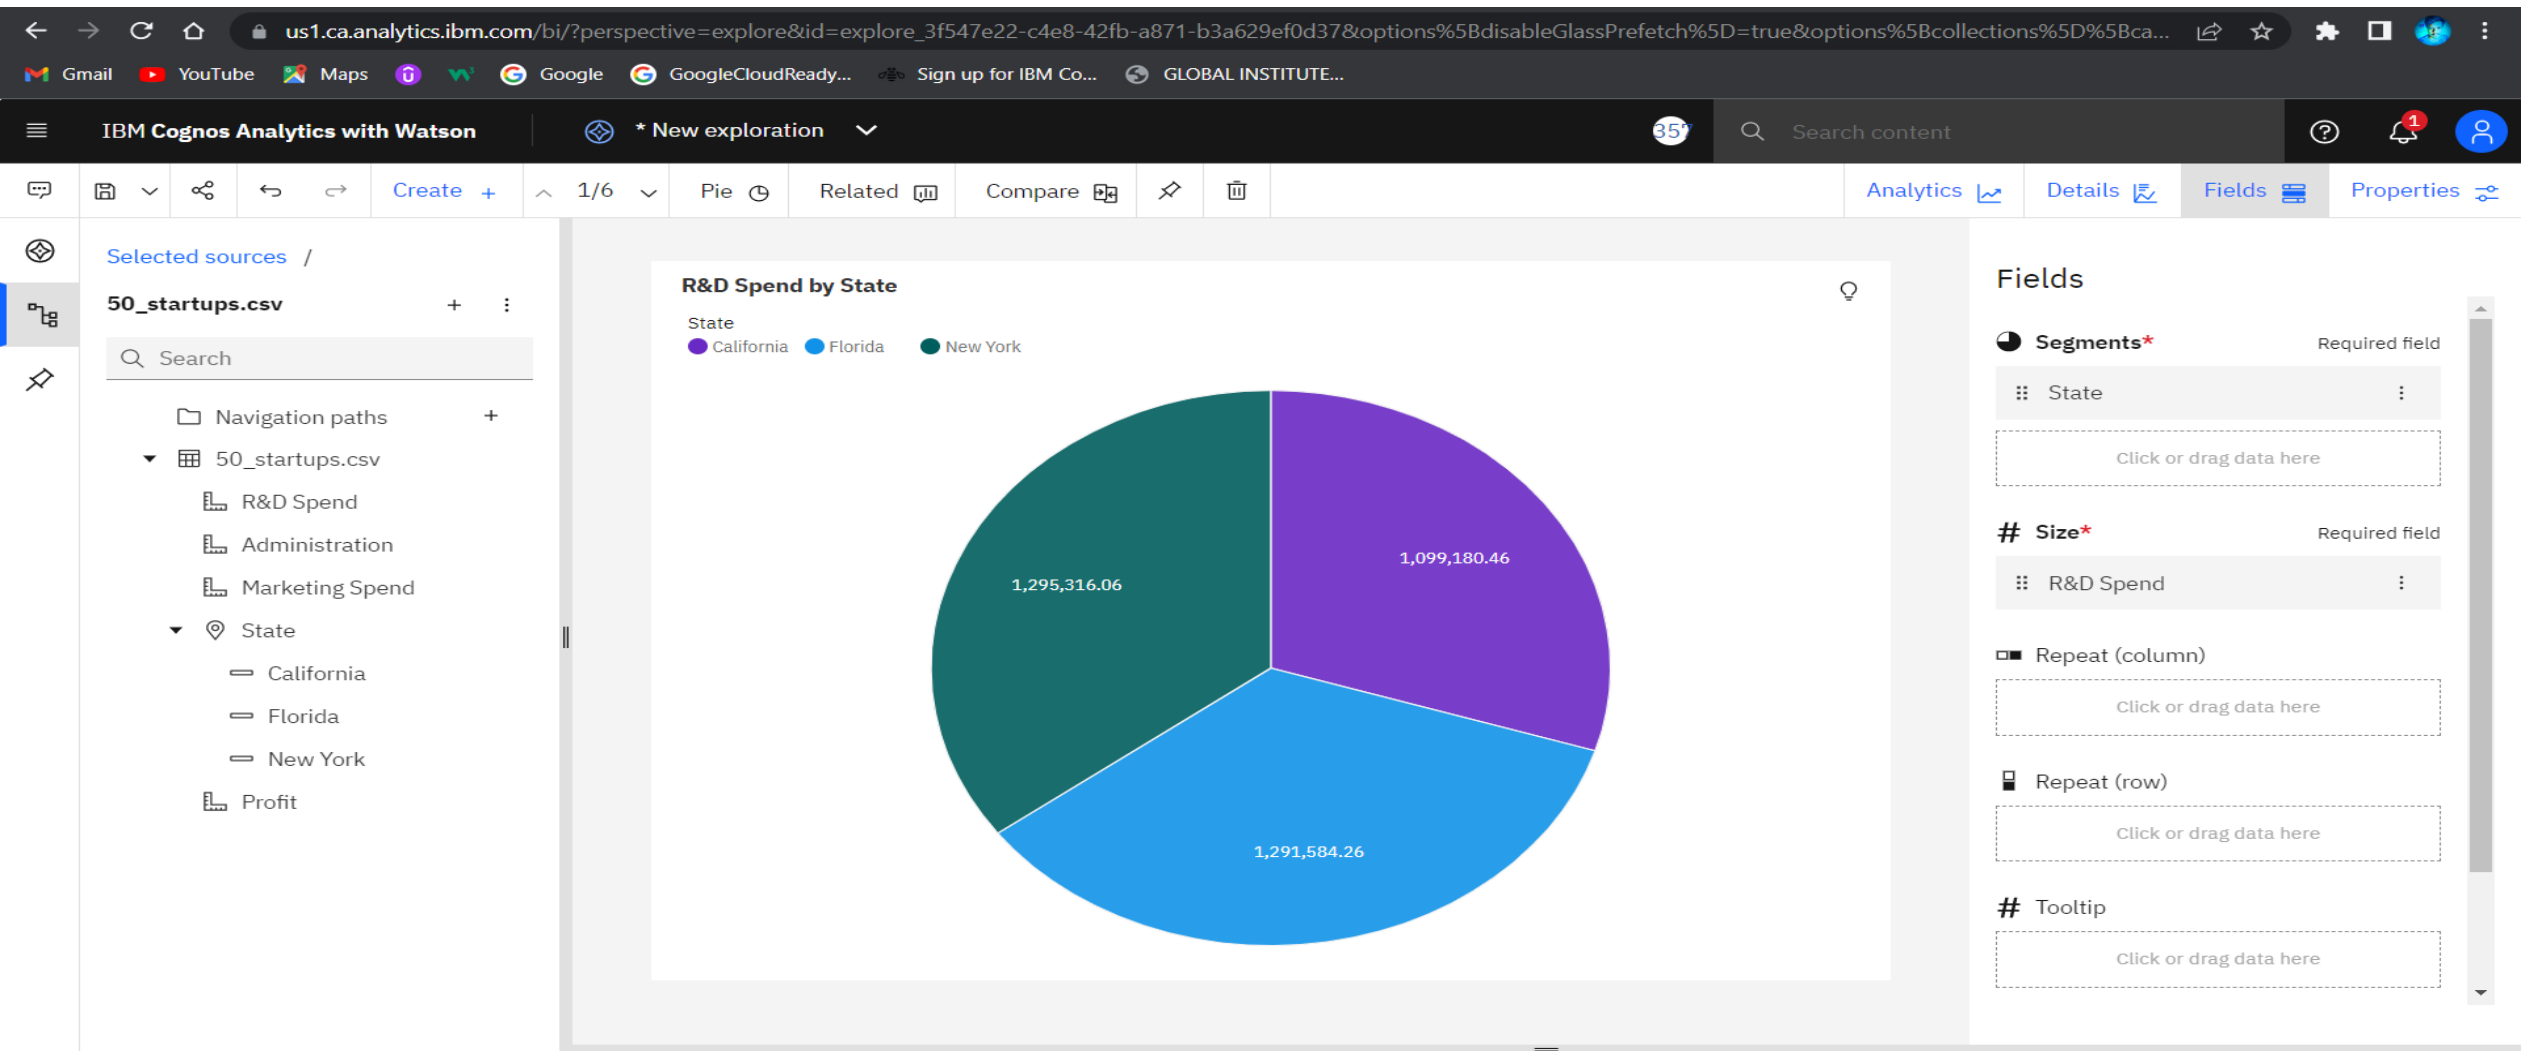 us1.ca.analytics.ibm.com/bi/?perspective=explore&id=explore_3f547e22-c4e8-42fb-a871-b3a629ef0d37&options%5BdisableGlassPrefetch%5D=true&options%5Bcollections%5D%5Bca...
Gmail YouTube Maps Google GoogleCloudReady... Sign up for IBM Co... GLOBAL INSTITUTE...
IBM Cognos Analytics with Watson * New exploration 357 Search content 1
Create + 1/6 Pie Related Compare Analytics Details Fields Properties
Selected sources /
50_startups.csv
Search
Navigation paths
50_startups.csv
R&D Spend
Administration
Marketing Spend
State
California
Florida
New York
Profit
R&D Spend by State
State
California Florida New York
1,099,180.46
1,295,316.06
1,291,584.26
Fields
Segments* Required field
State
Click or drag data here
# Size* Required field
R&D Spend
Repeat (column)
Click or drag data here
Repeat (row)
Click or drag data here
# Tooltip
Click or drag data here